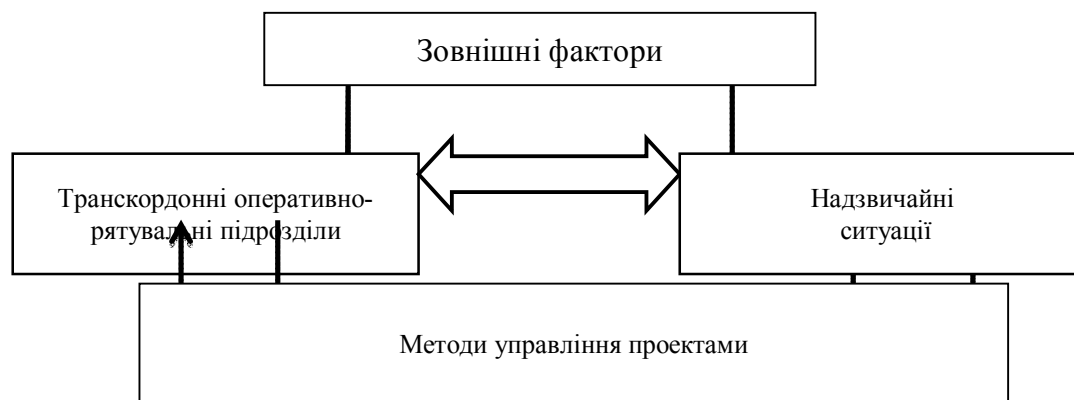 Зовнішні фактори
Транскордонні оперативно-
рятувальні підрозділи
Надзвичайні
ситуації
Методи управління проектами